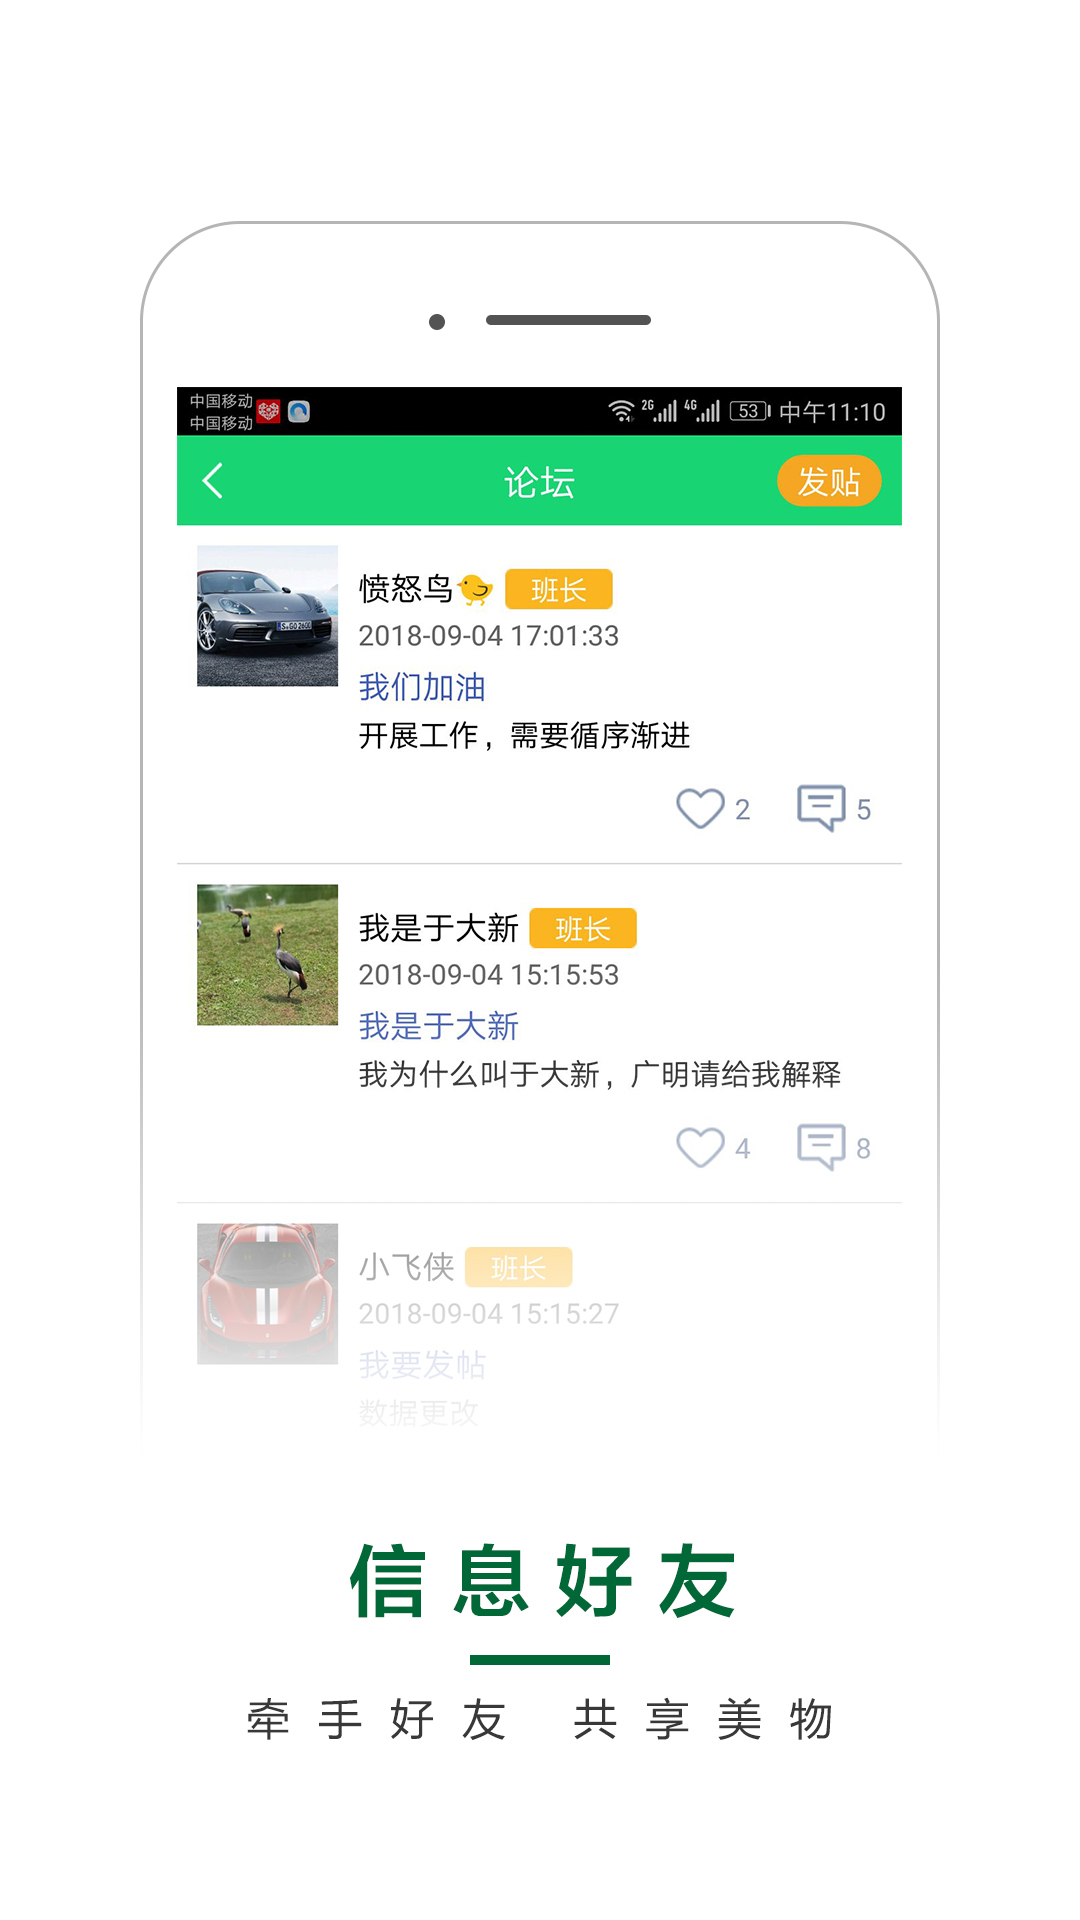 中国移动
中国移动
2G 4G 53 中午11:10
论坛
发贴
愤怒鸟🐤 班长
2018-09-04 17:01:33
我们加油
开展工作，需要循序渐进
2 5
我是于大新 班长
2018-09-04 15:15:53
我是于大新
我为什么叫于大新，广明请给我解释
4 8
小飞侠 班长
2018-09-04 15:15:27
我要发帖
数据更改
信息好友
牵手好友 共享美物